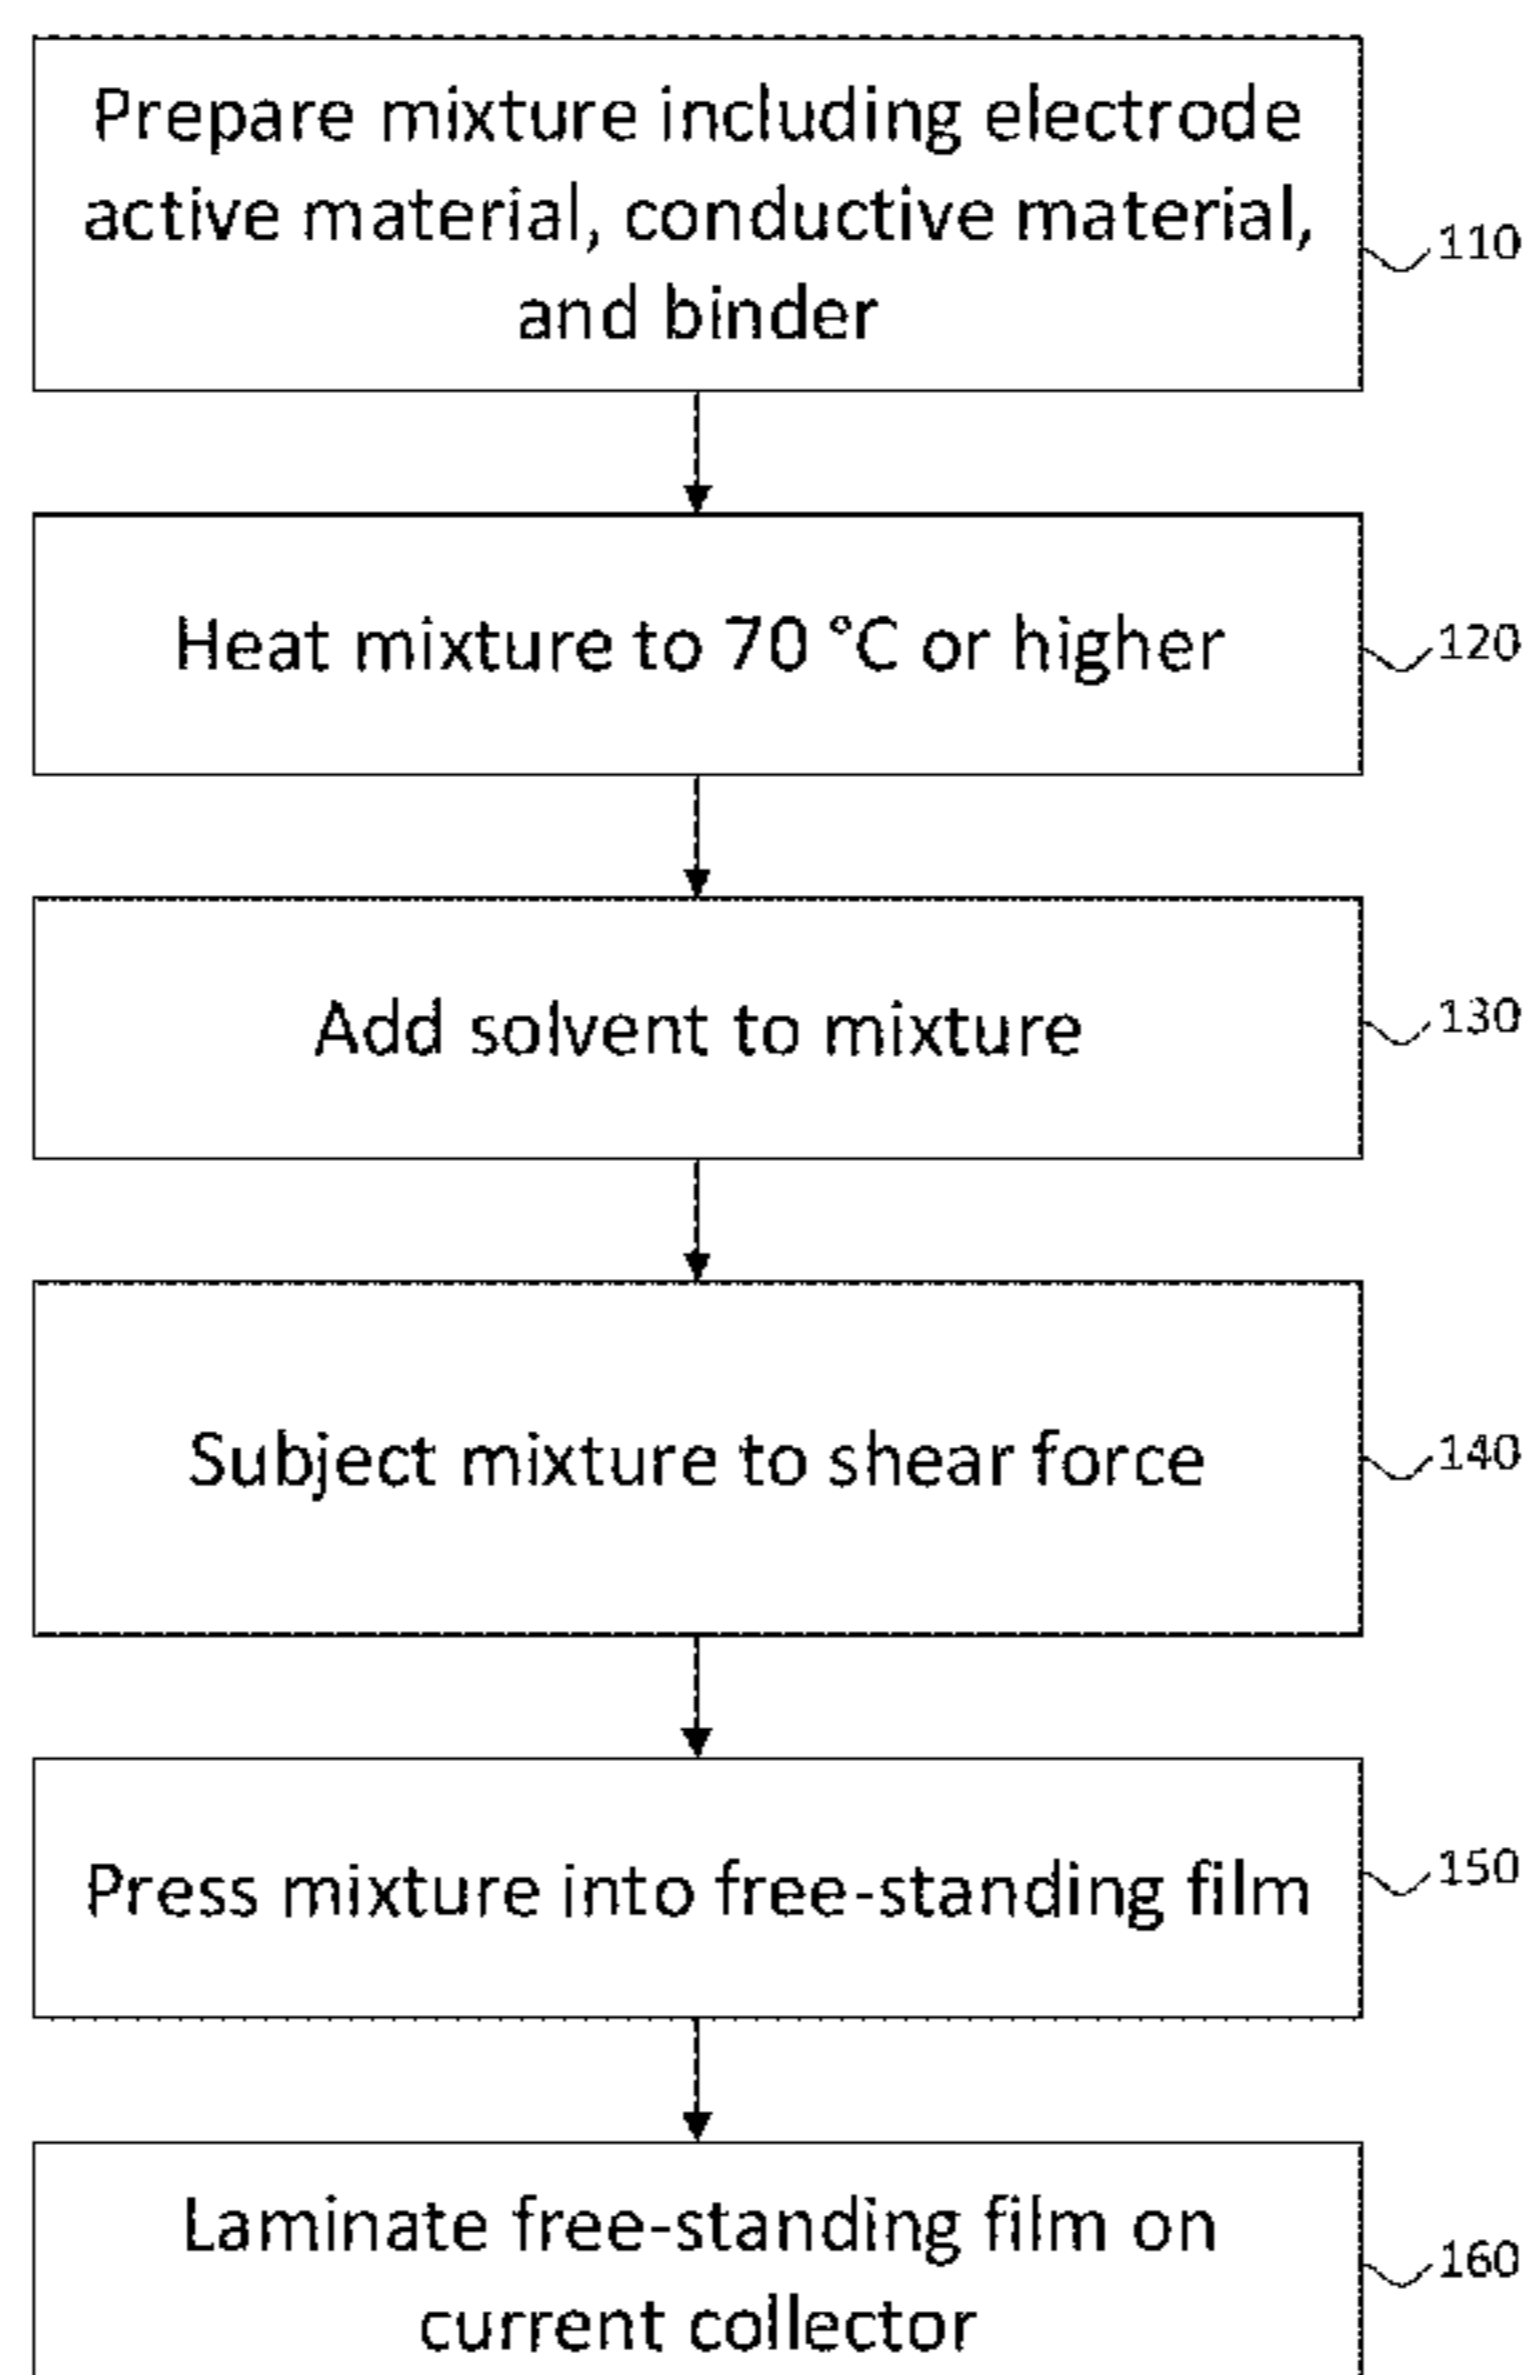 Prepare mixture including electrode
active material, conductive material,
and binder
110
Heat mixture to 70 °C or higher
120
Add solvent to mixture
130
Subject mixture to shear force
140
Press mixture into free-standing film
150
Laminate free-standing film on
current collector
160